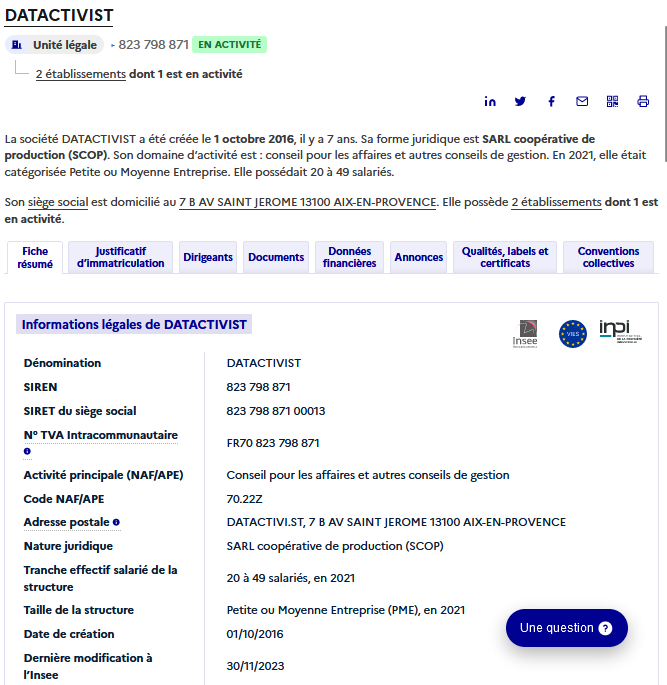 DATACTIVIST
Unité légale ‣ 823 798 871 EN ACTIVITÉ
2 établissements dont 1 est en activité
La société DATACTIVIST a été créée le 1 octobre 2016, il y a 7 ans. Sa forme juridique est SARL coopérative de
production (SCOP). Son domaine d’activité est : conseil pour les affaires et autres conseils de gestion. En 2021, elle était
catégorisée Petite ou Moyenne Entreprise. Elle possédait 20 à 49 salariés.
Son siège social est domicilié au 7 B AV SAINT JEROME 13100 AIX-EN-PROVENCE. Elle possède 2 établissements dont 1 est
en activité.
Fiche
résumé
Justificatif
d’immatriculation
Dirigeants
Documents
Données
financières
Annonces
Qualités, labels et
certificats
Conventions
collectives
Informations légales de DATACTIVIST
Insee
VIES
inpi
Dénomination DATACTIVIST
SIREN 823 798 871
SIRET du siège social 823 798 871 00013
N° TVA Intracommunautaire FR70 823 798 871
Activité principale (NAF/APE) Conseil pour les affaires et autres conseils de gestion
Code NAF/APE 70.22Z
Adresse postale DATACTIVI.ST, 7 B AV SAINT JEROME 13100 AIX-EN-PROVENCE
Nature juridique SARL coopérative de production (SCOP)
Tranche effectif salarié de la
structure 20 à 49 salariés, en 2021
Taille de la structure Petite ou Moyenne Entreprise (PME), en 2021
Date de création 01/10/2016
Dernière modification à
l’Insee 30/11/2023
Une question ?